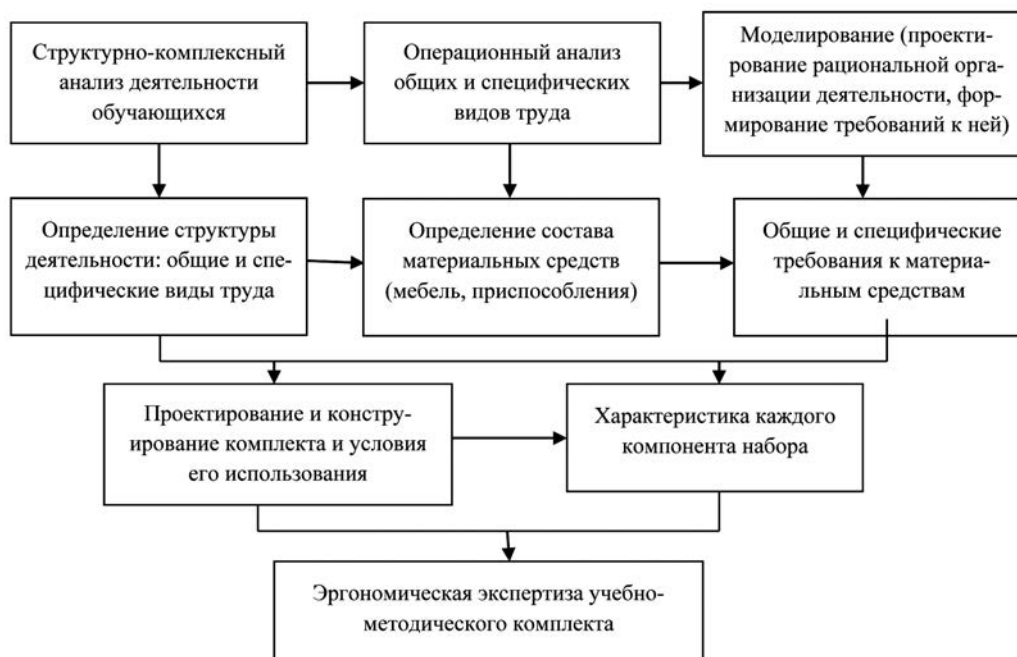 Структурно-комплексный
анализ деятельности
обучающихся
Операционный анализ
общих и специфических
видов труда
Моделирование (проекти-
рование рациональной орга-
низации деятельности, фор-
мирование требований к ней)
Определение структуры
деятельности: общие и спе-
цифические виды труда
Определение состава
материальных средств
(мебель, приспособления)
Общие и специфические
требования к материа-
льным средствам
Проектирование и констру-
ирование комплекта и условия
его использования
Характеристика каждого
компонента набора
Эргономическая экспертиза учебно-
методического комплекта